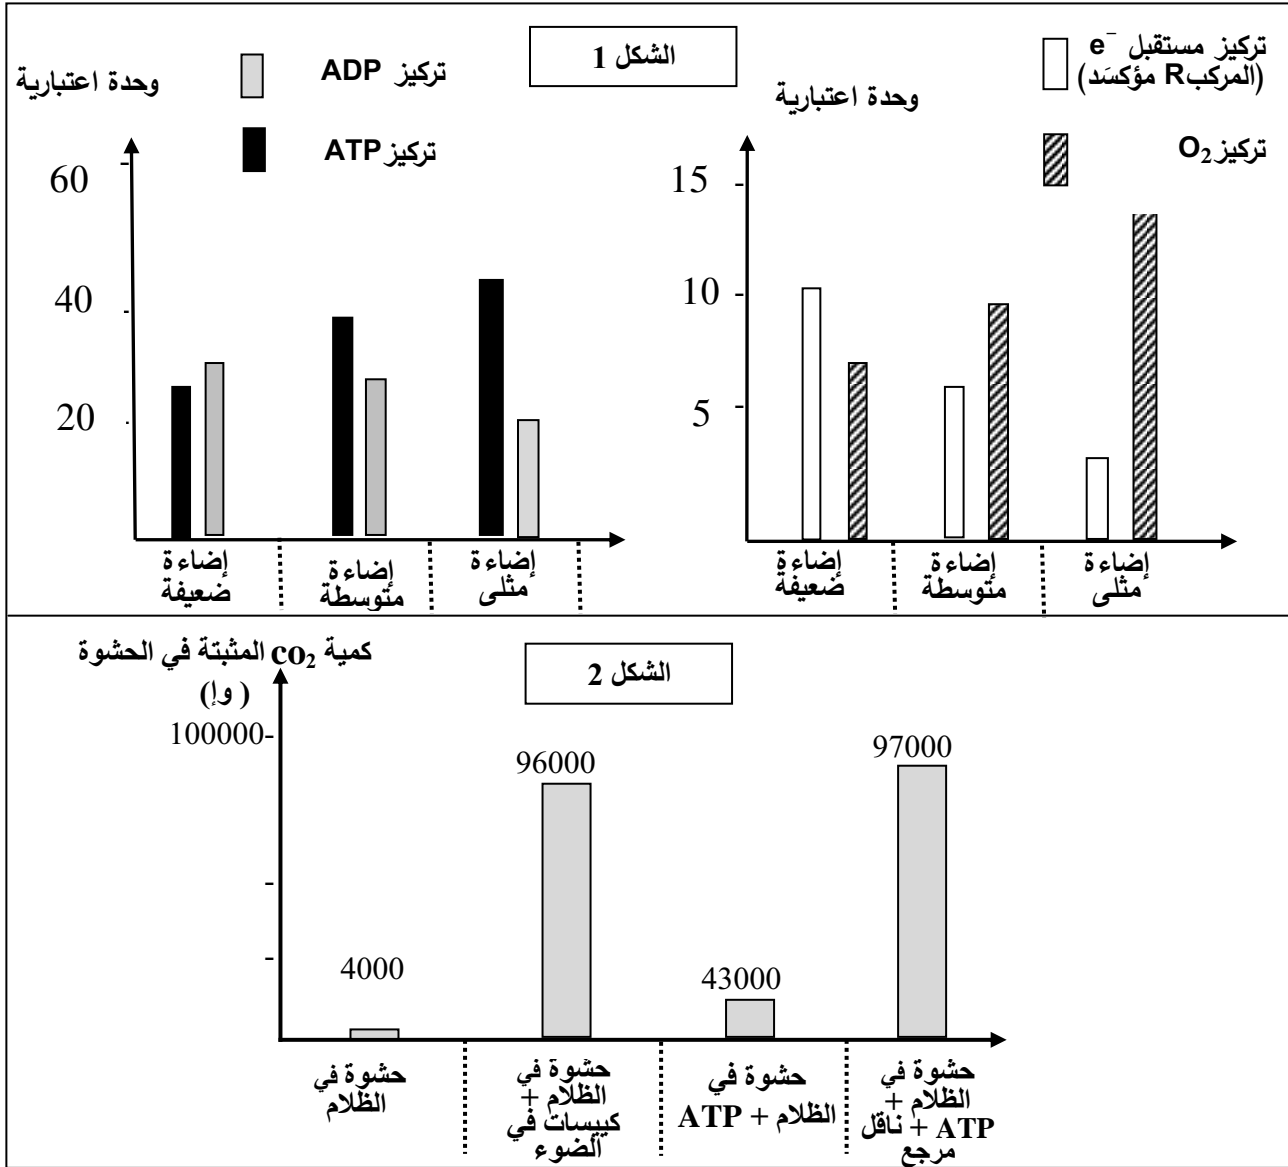 الشكل 1
وحدة اعتبارية
تركيز ADP
تركيز ATP
60
40
20
إضاءة
ضعيفة
إضاءة
متوسطة
إضاءة
مثلى
وحدة اعتبارية
تركيز مستقبل e⁻
(المركب R مؤكسَد)
تركيز O₂
15
10
5
إضاءة
ضعيفة
إضاءة
متوسطة
إضاءة
مثلى
الشكل 2
كمية co₂ المثبتة في الحشوة
(وإ)
100000
4000
96000
43000
97000
حشوة في
الظلام
حشوة في
الظلام +
كييسات في
الضوء
حشوة في
الظلام + ATP
حشوة في
الظلام +
ATP + ناقل
مرجع